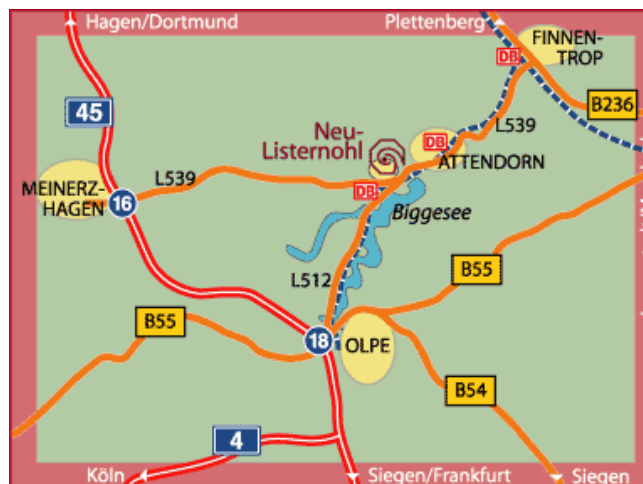 Hagen/Dortmund
Plettenberg
FINNEN-
TROP
DB
B236
45
L539
Neu-
Listernohl
DB
ATTENDORN
MEINERZ-
HAGEN
L539
16
DB
Biggesee
L512
B55
B55
18
OLPE
B54
4
Köln
Siegen/Frankfurt
Siegen